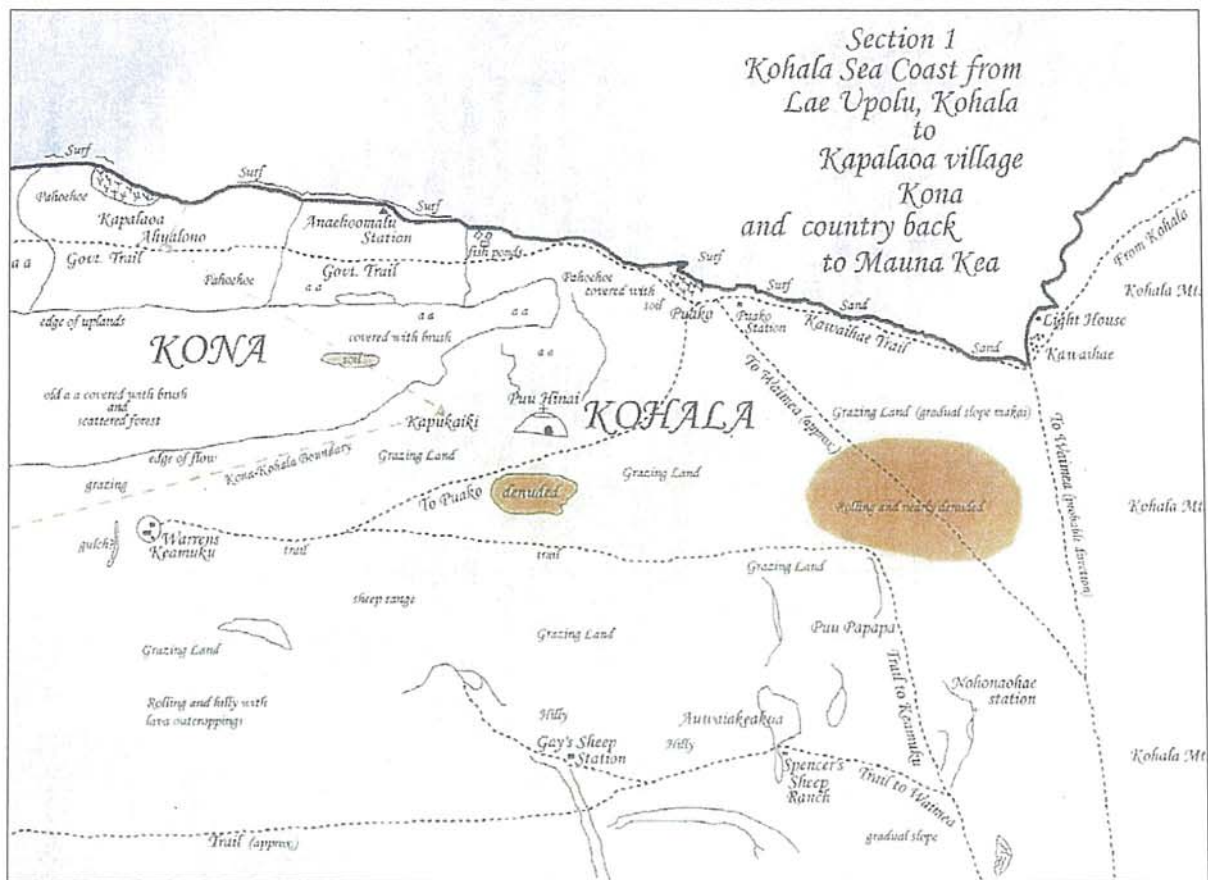 Section 1
Kohala Sea Coast from
Lae Upolu, Kohala
to
Kapalaoa village
Kona
and country back
to Mauna Kea
Surf
Pahoehoe
Kapalaoa
Ahualono
Govt. Trail
a a
Pahoehoe
edge of uplands
Surf
Anaehoomalu
Station
Surf
fish ponds
Govt. Trail
a a
a a
a a
Pahoehoe
covered with
soil
Surf
Puako
Surf
Puako
Station
Sand
Kawaihae Trail
Sand
From Kohala
Kohala Mt.
Light House
Kawaihae
KONA
covered with brush
soil
a a
old a a covered with brush
and
scattered forest
Kapukaiki
Puu Hinai
KOHALA
To Waimea (approx)
Grazing Land (gradual slope makai)
To Waimea (probable direction)
edge of flow
Kona-Kohala Boundary
Grazing Land
grazing
To Puako
denuded
Grazing Land
Rolling and nearly denuded
Kohala Mt
gulch?
Warrens
Keamuku
trail
trail
Grazing Land
sheep range
Grazing Land
Grazing Land
Puu Papapa
Trail to Keamuku
Nohonaohae
station
Rolling and hilly with
lava outcroppings
Hilly
Gay's Sheep
Station
Hilly
Auwaiakeakua
Spencer's
Sheep
Ranch
Trail to Waimea
Kohala Mt.
Trail (approx.)
gradual slope